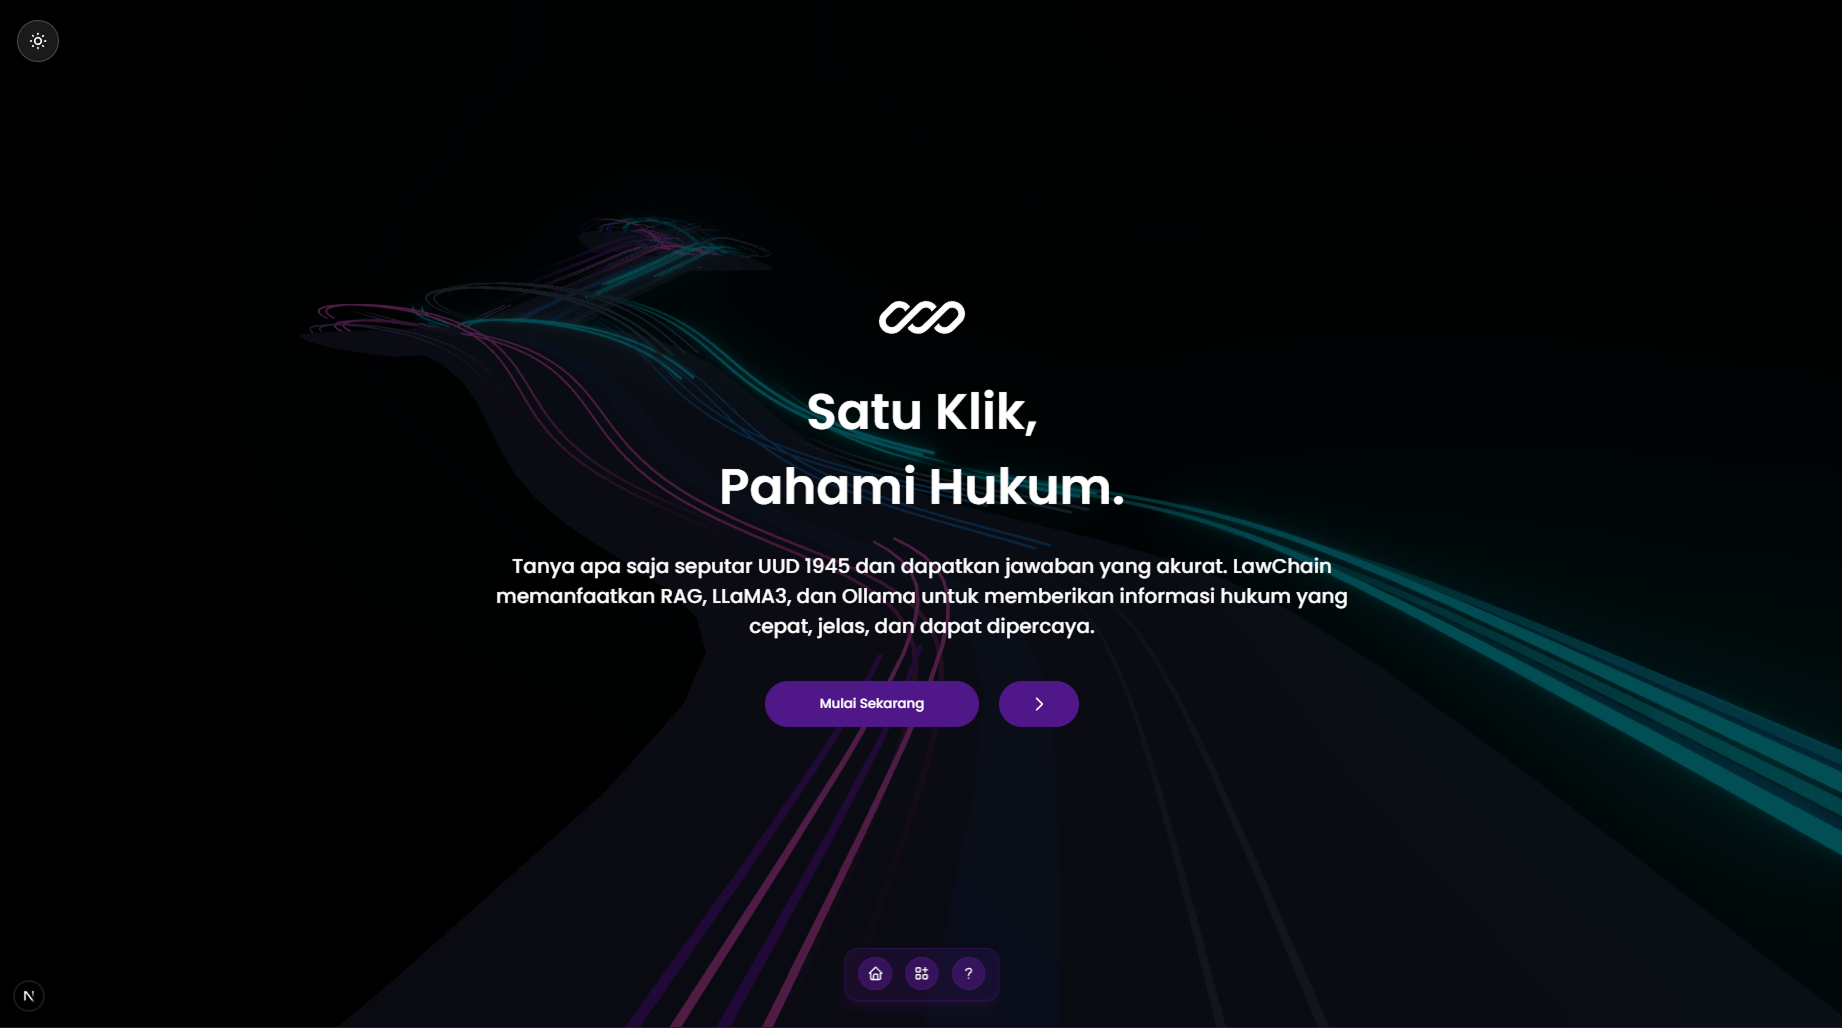 Satu Klik,
Pahami Hukum.
Tanya apa saja seputar UUD 1945 dan dapatkan jawaban yang akurat. LawChain
memanfaatkan RAG, LLaMA3, dan Ollama untuk memberikan informasi hukum yang
cepat, jelas, dan dapat dipercaya.
Mulai Sekarang
?
N